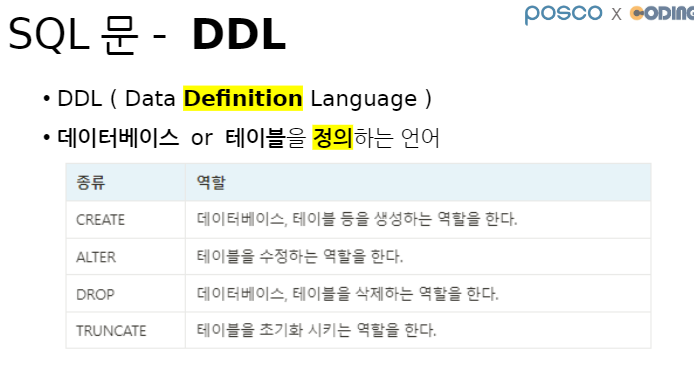 posco x CODING
SQL 문 - DDL
• DDL ( Data Definition Language )
• 데이터베이스 or 테이블을 정의하는 언어
종류 역할
CREATE 데이터베이스, 테이블 등을 생성하는 역할을 한다.
ALTER 테이블을 수정하는 역할을 한다.
DROP 데이터베이스, 테이블을 삭제하는 역할을 한다.
TRUNCATE 테이블을 초기화 시키는 역할을 한다.